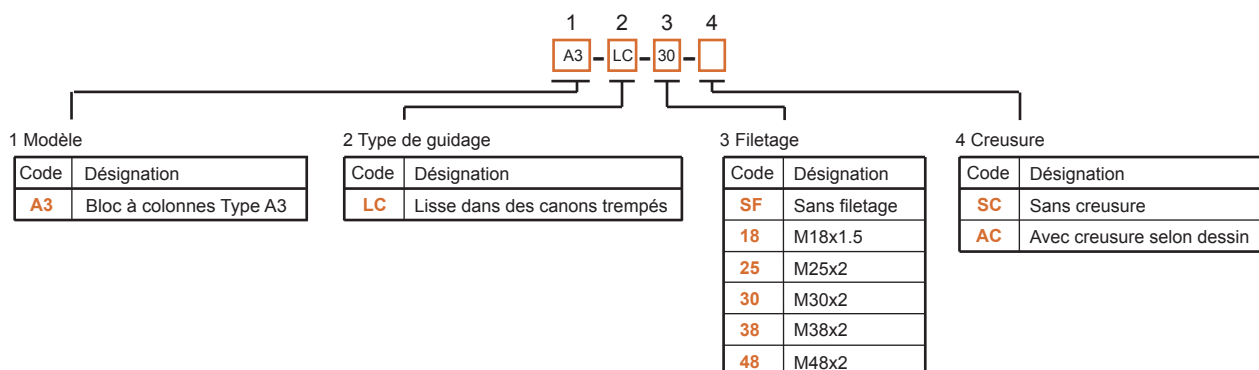 1 2 3 4
A3 - LC - 30 -
1 Modèle
Code Désignation
A3 Bloc à colonnes Type A3
2 Type de guidage
Code Désignation
LC Lisse dans des canons trempés
3 Filetage
Code Désignation
SF Sans filetage
18 M18x1.5
25 M25x2
30 M30x2
38 M38x2
48 M48x2
4 Creusure
Code Désignation
SC Sans creusure
AC Avec creusure selon dessin